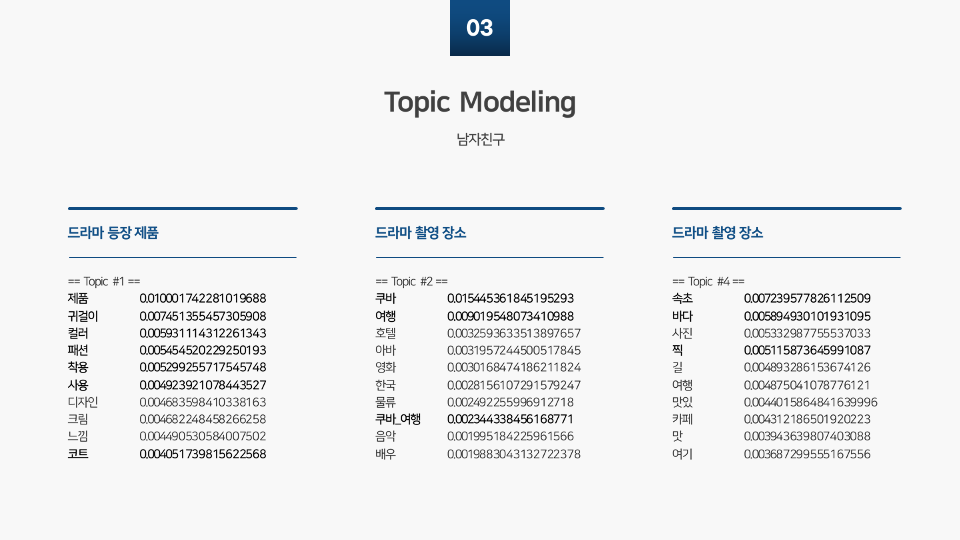 03
Topic Modeling
남자친구
드라마 등장 제품
== Topic #1 ==
제품 0.010001742281019688
귀걸이 0.007451355457305908
컬러 0.005931114312261343
패션 0.005454520229250193
착용 0.005299255717545748
사용 0.004923921078443527
디자인 0.004683598410338163
크림 0.004682248458266258
느낌 0.004490530584007502
코트 0.004051739815622568
드라마 촬영 장소
== Topic #2 ==
쿠바 0.015445361845195293
여행 0.009019548073410988
호텔 0.0032593633513897657
아바 0.0031957244500517845
영화 0.0030168474186211824
한국 0.0028156107291579247
물류 0.002492255996912718
쿠바_여행 0.002344338456168771
음악 0.001995184225961566
배우 0.0019883043132722378
드라마 촬영 장소
== Topic #4 ==
속초 0.007239577826112509
바다 0.005894930101931095
사진 0.005332987755537033
찍 0.005115873645991087
길 0.004893286153674126
여행 0.004875041078776121
맛있 0.0044015864841639996
카페 0.004312186501920223
맛 0.003943639807403088
여기 0.003687299555167556